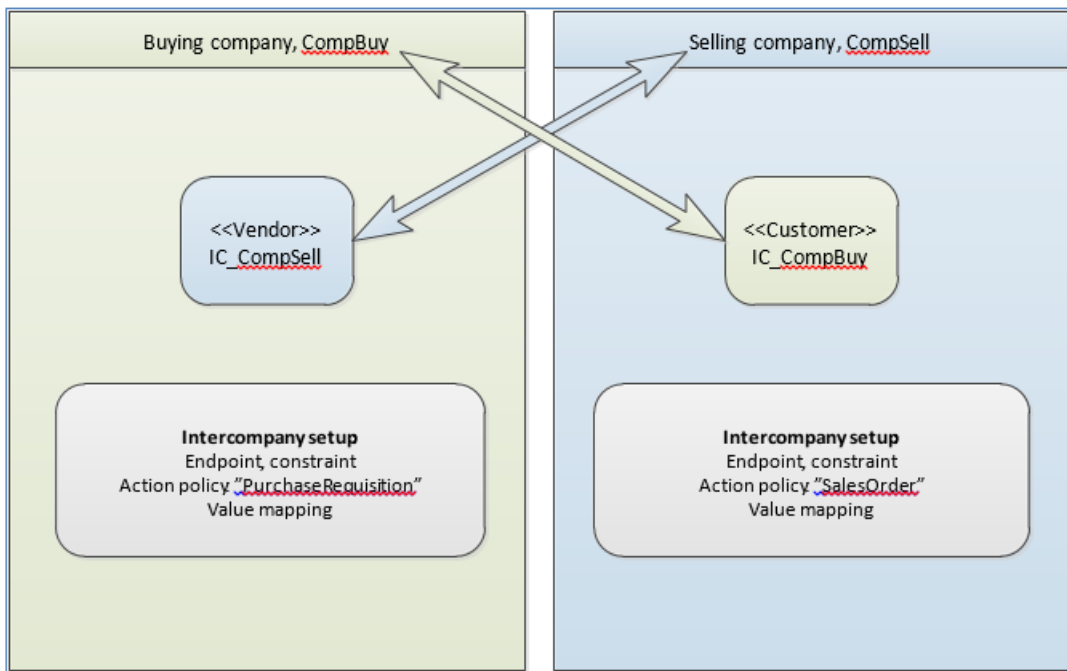 Buying company, CompBuy
Selling company, CompSell
<<Vendor>>
IC_CompSell
<<Customer>>
IC_CompBuy
Intercompany setup
Endpoint, constraint
Action policy ”PurchaseRequisition”
Value mapping
Intercompany setup
Endpoint, constraint
Action policy ”SalesOrder”
Value mapping